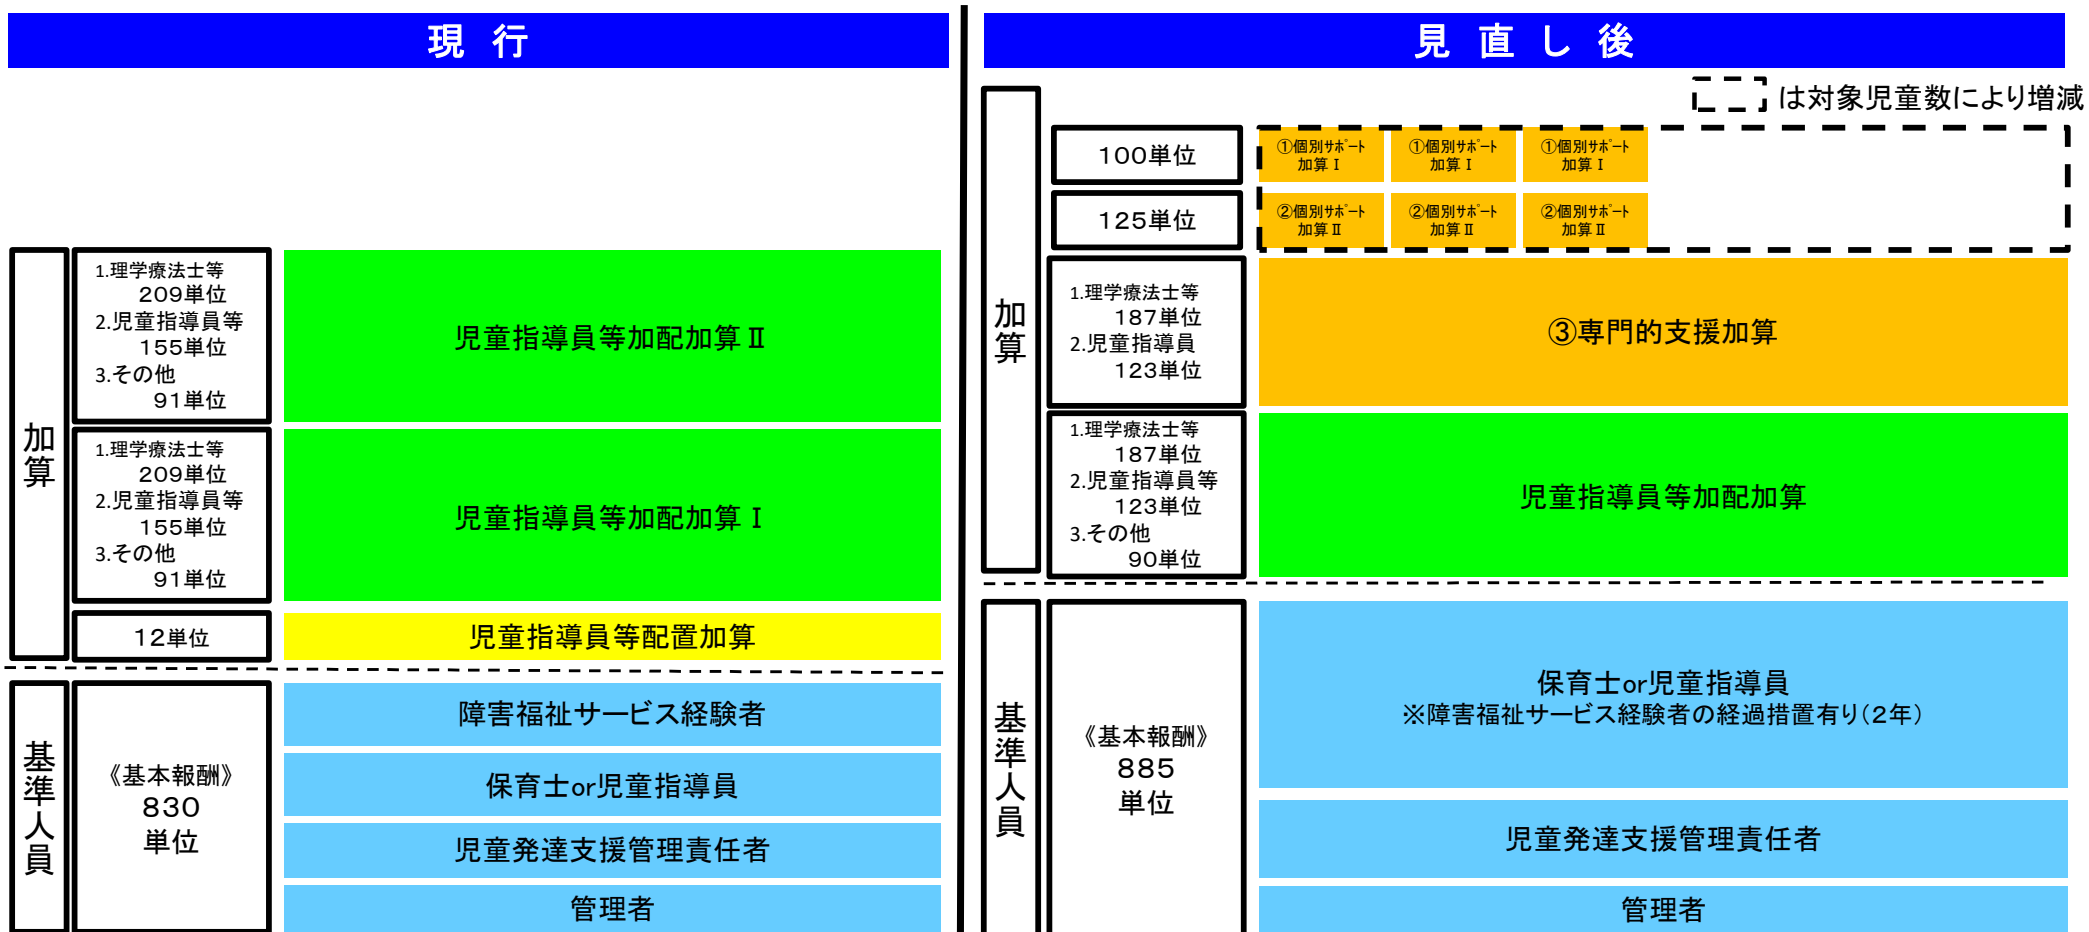 現 行
加算
1.理学療法士等
209単位
2.児童指導員等
155単位
3.その他
91単位
児童指導員等加配加算Ⅱ
1.理学療法士等
209単位
2.児童指導員等
155単位
3.その他
91単位
児童指導員等加配加算Ⅰ
12単位
児童指導員等配置加算
基準人員
《基本報酬》
830
単位
障害福祉サービス経験者
保育士or児童指導員
児童発達支援管理責任者
管理者
見 直 し 後
は対象児童数により増減
加算
100単位
①個別サポート
加算Ⅰ
①個別サポート
加算Ⅰ
①個別サポート
加算Ⅰ
125単位
②個別サポート
加算Ⅱ
②個別サポート
加算Ⅱ
②個別サポート
加算Ⅱ
1.理学療法士等
187単位
2.児童指導員
123単位
③専門的支援加算
1.理学療法士等
187単位
2.児童指導員等
123単位
3.その他
90単位
児童指導員等加配加算
基準人員
《基本報酬》
885
単位
保育士or児童指導員
※障害福祉サービス経験者の経過措置有り(2年)
児童発達支援管理責任者
管理者